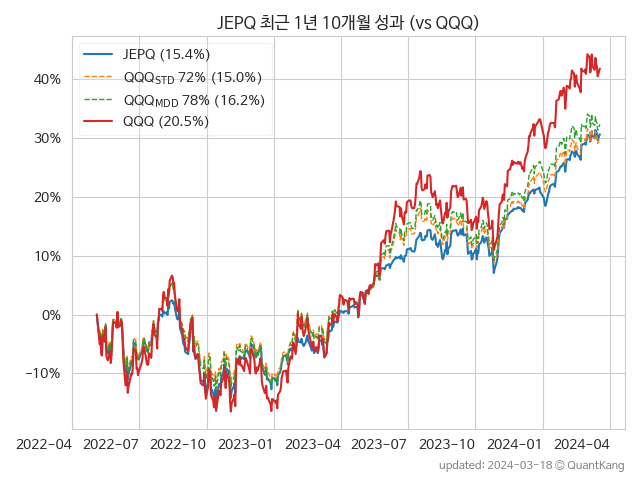 JEPQ 최근 1년 10개월 성과 (vs QQQ)
JEPQ (15.4%)
QQQSTD 72% (15.0%)
QQQMDD 78% (16.2%)
QQQ (20.5%)
40%
30%
20%
10%
0%
−10%
2022−04 2022−07 2022−10 2023−01 2023−04 2023−07 2023−10 2024−01 2024−04
updated: 2024−03−18 © QuantKang